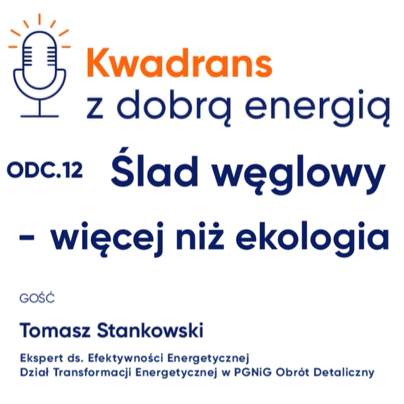 Kwadrans
z dobrą energią
ODC.12 Ślad węglowy
- więcej niż ekologia
GOŚĆ
Tomasz Stankowski
Ekspert ds. Efektywności Energetycznej
Dział Transformacji Energetycznej w PGNiG Obrót Detaliczny